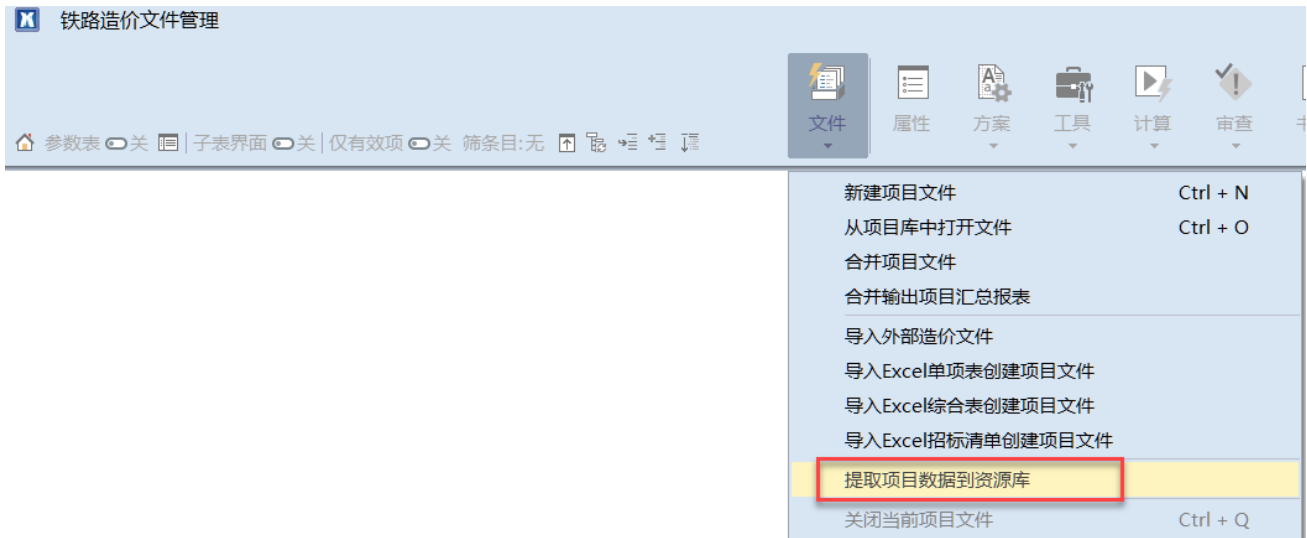 铁路造价文件管理
文件 属性 方案 工具 计算 审查
参数表 关 子表界面 关 仅有效项 关 筛条目:无
新建项目文件 Ctrl + N
从项目库中打开文件 Ctrl + O
合并项目文件
合并输出项目汇总报表
导入外部造价文件
导入Excel单项表创建项目文件
导入Excel综合表创建项目文件
导入Excel招标清单创建项目文件
提取项目数据到资源库
关闭当前项目文件 Ctrl + Q